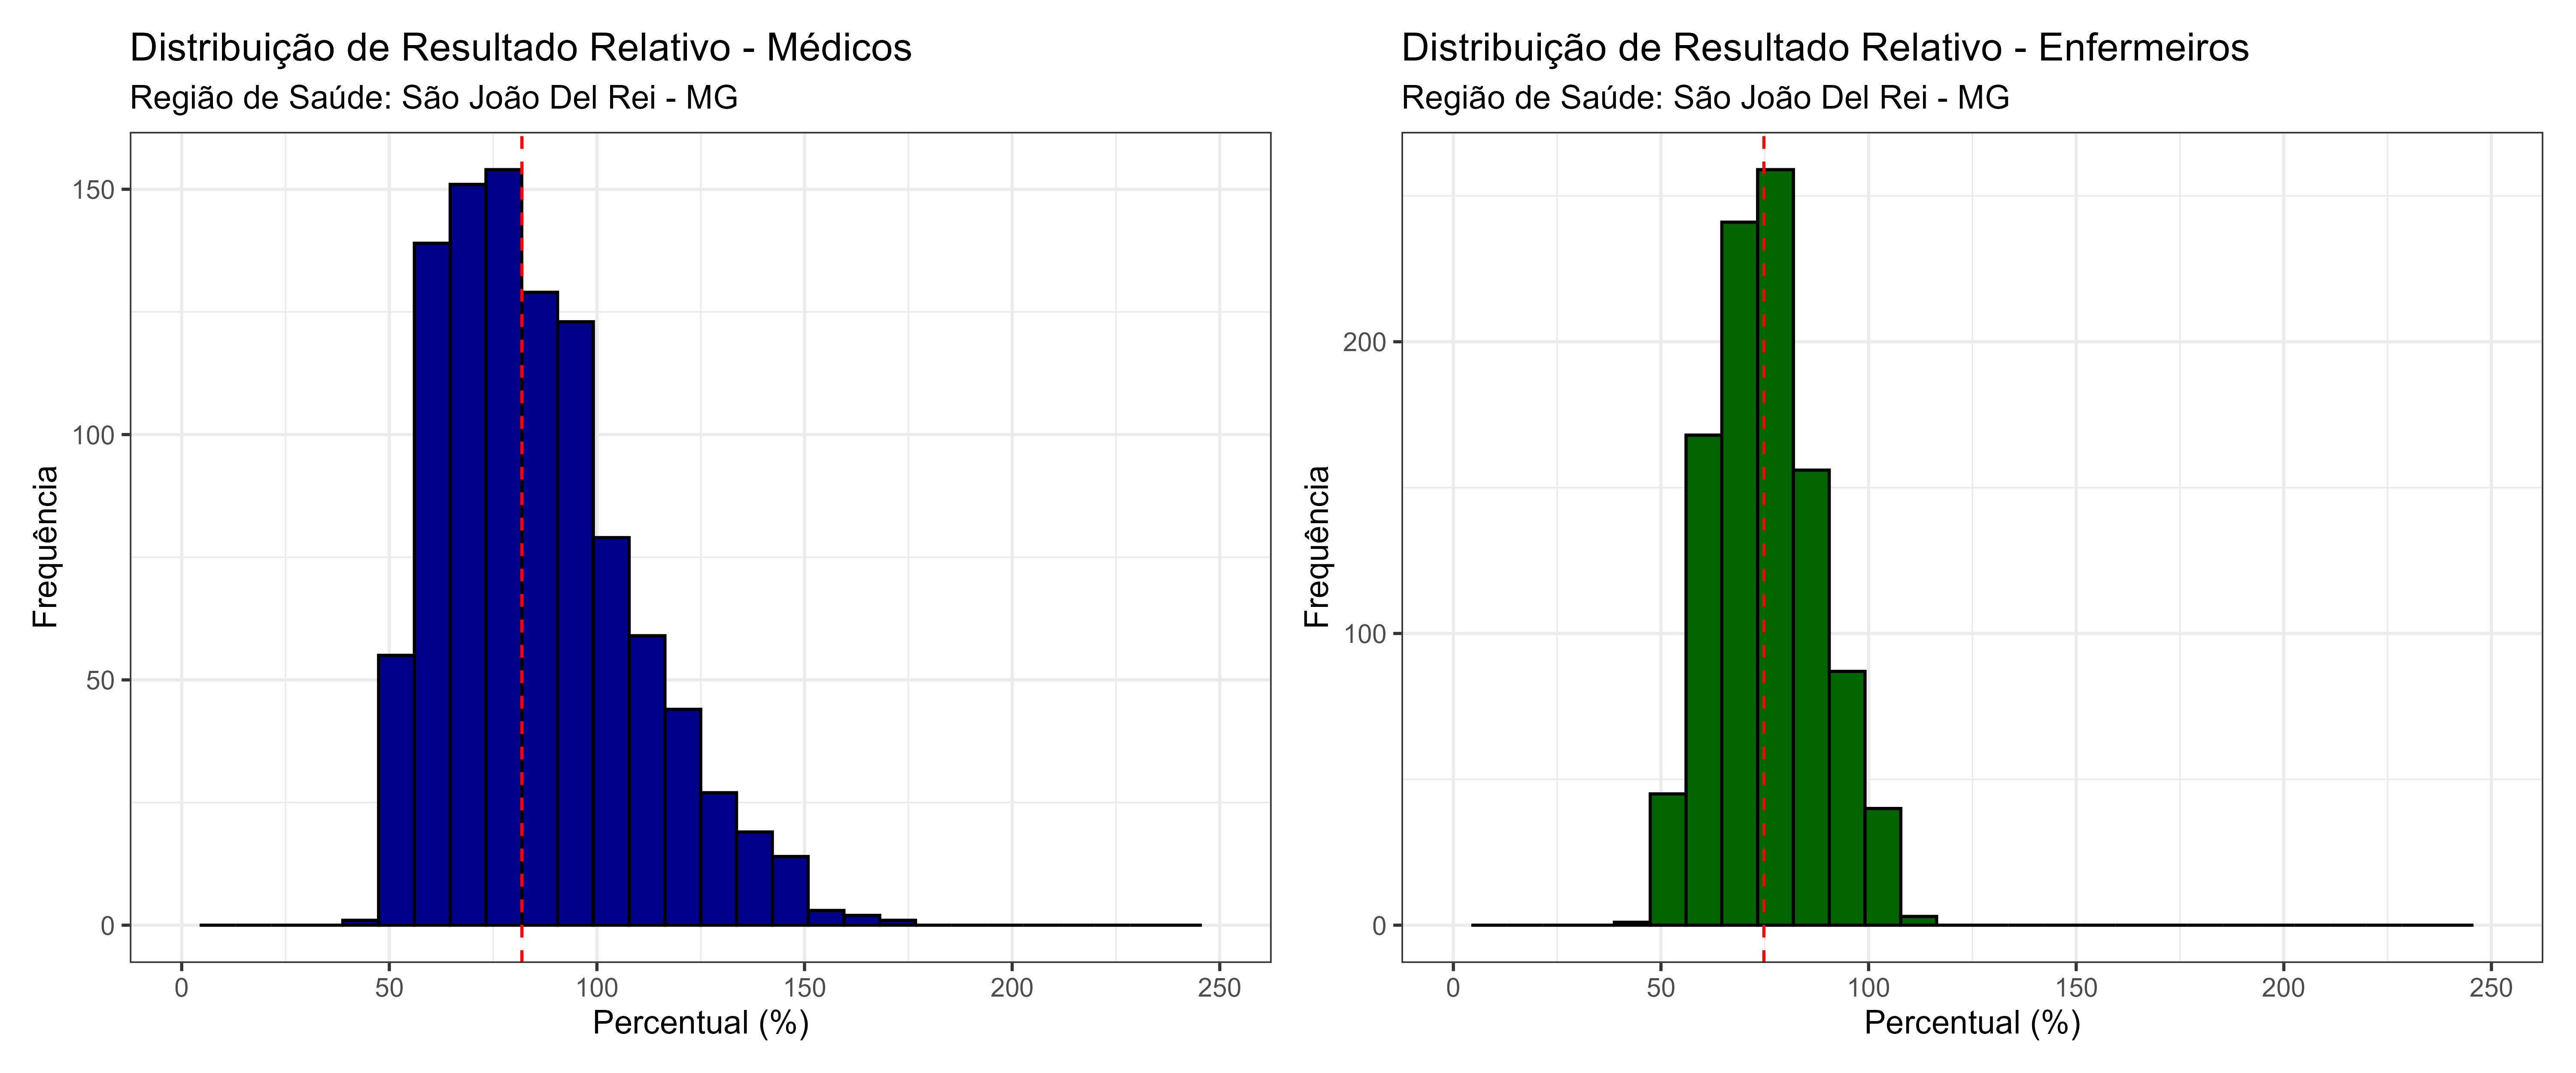 Distribuição de Resultado Relativo - Médicos
Região de Saúde: São João Del Rei - MG
Frequência
150
100
50
0
0 50 100 150 200 250
Percentual (%)
Distribuição de Resultado Relativo - Enfermeiros
Região de Saúde: São João Del Rei - MG
Frequência
200
100
0
0 50 100 150 200 250
Percentual (%)